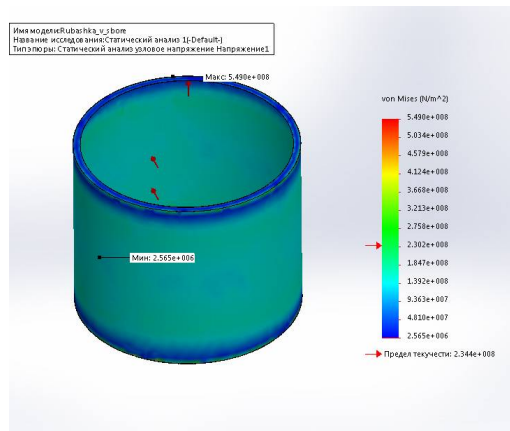 Имя модели:Rubashka_v_sbore
Название исследования:Статический анализ 1(-Default-)
Тип эпюры: Статический анализ узловое напряжение Напряжение1
Макс: 5.490e+008
von Mises (N/m^2)
5.490e+008
5.034e+008
4.579e+008
4.124e+008
3.668e+008
3.213e+008
2.758e+008
2.302e+008
1.847e+008
1.392e+008
9.363e+007
4.810e+007
2.565e+006
Мин: 2.565e+006
Предел текучести: 2.344e+008